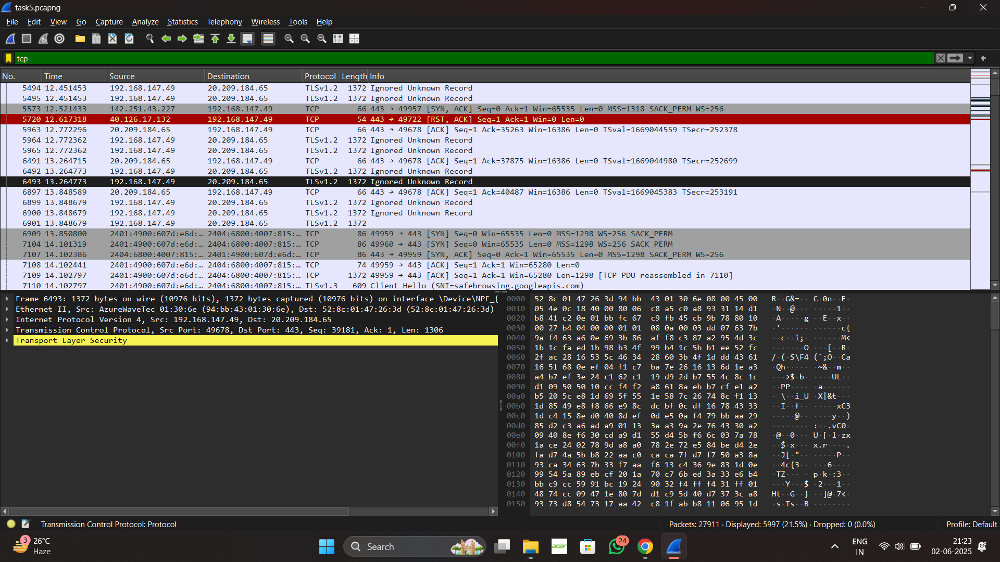 task5.pcapng
File Edit View Go Capture Analyze Statistics Telephony Wireless Tools Help
tcp
No. Time Source Destination Protocol Length Info
5494 12.451453 192.168.147.49 20.209.184.65 TLSv1.2 1372 Ignored Unknown Record
5495 12.451453 192.168.147.49 20.209.184.65 TLSv1.2 1372 Ignored Unknown Record
5573 12.521433 142.251.43.227 192.168.147.49 TCP 66 443 → 49957 [SYN, ACK] Seq=0 Ack=1 Win=65535 Len=0 MSS=1318 SACK_PERM WS=256
5720 12.617318 40.126.17.132 192.168.147.49 TCP 54 443 → 49722 [RST, ACK] Seq=1 Ack=1 Win=0 Len=0
5963 12.772296 20.209.184.65 192.168.147.49 TCP 66 443 → 49678 [ACK] Seq=1 Ack=35263 Win=16386 Len=0 TSval=1669044559 TSecr=252378
5964 12.772362 192.168.147.49 20.209.184.65 TLSv1.2 1372 Ignored Unknown Record
5965 12.772362 192.168.147.49 20.209.184.65 TLSv1.2 1372 Ignored Unknown Record
6491 13.264715 20.209.184.65 192.168.147.49 TCP 66 443 → 49678 [ACK] Seq=1 Ack=37875 Win=16386 Len=0 TSval=1669044980 TSecr=252699
6492 13.264773 192.168.147.49 20.209.184.65 TLSv1.2 1372 Ignored Unknown Record
6493 13.264773 192.168.147.49 20.209.184.65 TLSv1.2 1372 Ignored Unknown Record
6897 13.848589 20.209.184.65 192.168.147.49 TCP 66 443 → 49678 [ACK] Seq=1 Ack=40487 Win=16386 Len=0 TSval=1669045383 TSecr=253191
6899 13.848679 192.168.147.49 20.209.184.65 TLSv1.2 1372 Ignored Unknown Record
6900 13.848679 192.168.147.49 20.209.184.65 TLSv1.2 1372 Ignored Unknown Record
6901 13.848679 192.168.147.49 20.209.184.65 TLSv1.2 1372
6909 13.850800 2401:4900:607d:e6d:… 2404:6800:4007:815:… TCP 86 49959 → 443 [SYN] Seq=0 Win=65535 Len=0 MSS=1298 WS=256 SACK_PERM
7104 14.101319 2401:4900:607d:e6d:… 2404:6800:4007:815:… TCP 86 49960 → 443 [SYN] Seq=0 Win=65535 Len=0 MSS=1298 WS=256 SACK_PERM
7107 14.102386 2404:6800:4007:815:… 2401:4900:607d:e6d:… TCP 86 443 → 49959 [SYN, ACK] Seq=0 Ack=1 Win=65535 Len=0 MSS=1298 SACK_PERM WS=256
7108 14.102441 2401:4900:607d:e6d:… 2404:6800:4007:815:… TCP 74 49959 → 443 [ACK] Seq=1 Ack=1 Win=65280 Len=0
7109 14.102797 2401:4900:607d:e6d:… 2404:6800:4007:815:… TCP 1372 49959 → 443 [ACK] Seq=1 Ack=1 Win=65280 Len=1298 [TCP PDU reassembled in 7110]
7110 14.102797 2401:4900:607d:e6d:… 2404:6800:4007:815:… TLSv1.3 609 Client Hello (SNI=safebrowsing.googleapis.com)
Frame 6493: 1372 bytes on wire (10976 bits), 1372 bytes captured (10976 bits) on interface \Device\NPF_{
Ethernet II, Src: AzureWaveTec_01:30:6e (94:bb:43:01:30:6e), Dst: 52:8c:01:47:26:3d (52:8c:01:47:26:3d)
Internet Protocol Version 4, Src: 192.168.147.49, Dst: 20.209.184.65
Transmission Control Protocol, Src Port: 49678, Dst Port: 443, Seq: 39181, Ack: 1, Len: 1306
Transport Layer Security
0000 52 8c 01 47 26 3d 94 bb 43 01 30 6e 08 00 45 00 R··G&=·· C·0n··E·
0010 05 4e 0c 18 40 00 80 06 c8 a5 c0 a8 93 31 14 d1 ·N··@··· ·····1··
0020 b8 41 c2 0e 01 bb fc 67 c9 fb 45 cb 9b 78 80 10 ·A·····g ··E··x··
0030 00 27 b4 04 00 00 01 01 08 0a 00 03 dd 07 63 7b ·'······ ······c{
0040 9a f4 63 a6 0e 69 3b 86 af f8 c3 87 a2 95 4d 3c ··c··i;· ······M<
0050 1b 1c fa ed 1b 98 b3 4f 99 b4 1c 5b b1 ee 52 fc ·······O ···[··R·
0060 2f ac 28 16 53 5c 46 34 28 60 3b 4f 1d dd 43 61 /·(·S\F4 (`;O··Ca
0070 16 51 68 0e ef 04 f1 c7 ba 7e 26 16 13 6d 1e a3 ·Qh····· ·~&··m··
0080 a4 b7 ef 3e 24 c1 62 c1 19 d9 2d b7 55 4c 8c 1c ···>$·b· ··-·UL··
0090 d1 09 50 50 10 cc f4 f2 a8 61 8a eb b7 cf e1 a2 ··PP···· ·a······
00a0 b5 20 5c e8 1d 69 5f 55 1e 58 7c 26 74 8c f1 13 · \··i_U ·X|&t···
00b0 1d 85 49 e8 f8 66 e9 8c dc bf 0c df 16 78 43 33 ··I··f·· ·····xC3
00c0 1d c4 15 8e d0 40 8d ef 0d e5 0a f4 79 bb aa 29 ·····@·· ····y··)
00d0 85 d2 c3 a6 ad a9 01 13 3a a3 9a 2e 76 43 30 a2 ········ :··.vC0·
00e0 09 40 8e f6 30 cd a9 d1 55 d4 5b f6 6c 03 7a 78 ·@··0··· U·[·l·zx
00f0 1a ce 24 02 78 9d a8 a0 78 2e 72 e5 84 be d4 2e ··$·x··· x.r····.
0100 fa d7 4a 5b b8 22 aa c0 ca ca 7f d7 f7 50 a3 8a ··J[·"·· ·····P··
0110 93 ca 34 63 7b 33 f7 aa f6 13 c4 36 9e 83 1d 0e ··4c{3·· ···6····
0120 99 54 5a 89 eb cf 20 1a 70 c7 6b ed 3a 33 e6 b4 ·TZ··· · p·k·:3··
0130 bb c9 cc 59 91 bc 19 24 90 32 f4 ff f4 31 ff 01 ···Y···$ ·2···1··
0140 48 74 cc 09 47 1e 80 7d d1 c9 5d 40 d7 37 3c a8 Ht··G··} ··]@·7<·
0150 93 73 d8 54 73 17 aa 42 c8 1f ab b8 11 06 95 1d ·s·Ts··B ········
Transmission Control Protocol: Protocol
Packets: 27911 · Displayed: 5997 (21.5%) · Dropped: 0 (0.0%)
Profile: Default
3
26°C
Haze
Search
acer
24
ENG
IN
21:23
02-06-2025